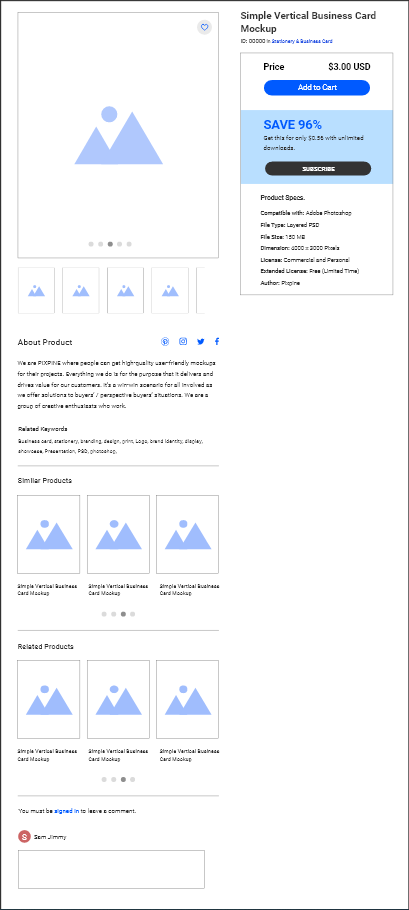 Simple Vertical Business Card
Mockup
ID: 00000 in Stationery & Business Card
Price $3.00 USD
Add to Cart
SAVE 96%
Get this for only $0.56 with unlimited
downloads.
SUBSCRIBE
Product Specs.
Compatible with: Adobe Photoshop
File Type: Layered PSD
File Size: 150 MB
Dimension: 4000 x 3000 Pixels
License: Commercial and Personal
Extended License: Free (Limited Time)
Author: Pixpine
About Product
We are PIXPINE where people can get high-quality user-friendly mockups
for their projects. Everything we do is for the purpose that it delivers and
drives value for our customers. It's a win-win scenario for all involved as
we offer solutions to buyers' / perspective buyers' situations. We are a
group of creative enthusiasts who work.
Related Keywords
Business card, stationery, branding, design, print, Logo, brand identity, display,
showcase, Presentation, PSD, photoshop,
Similar Products
Simple Vertical Business
Card Mockup
Simple Vertical Business
Card Mockup
Simple Vertical Business
Card Mockup
Related Products
Simple Vertical Business
Card Mockup
Simple Vertical Business
Card Mockup
Simple Vertical Business
Card Mockup
You must be signed in to leave a comment.
S Sam Jimmy